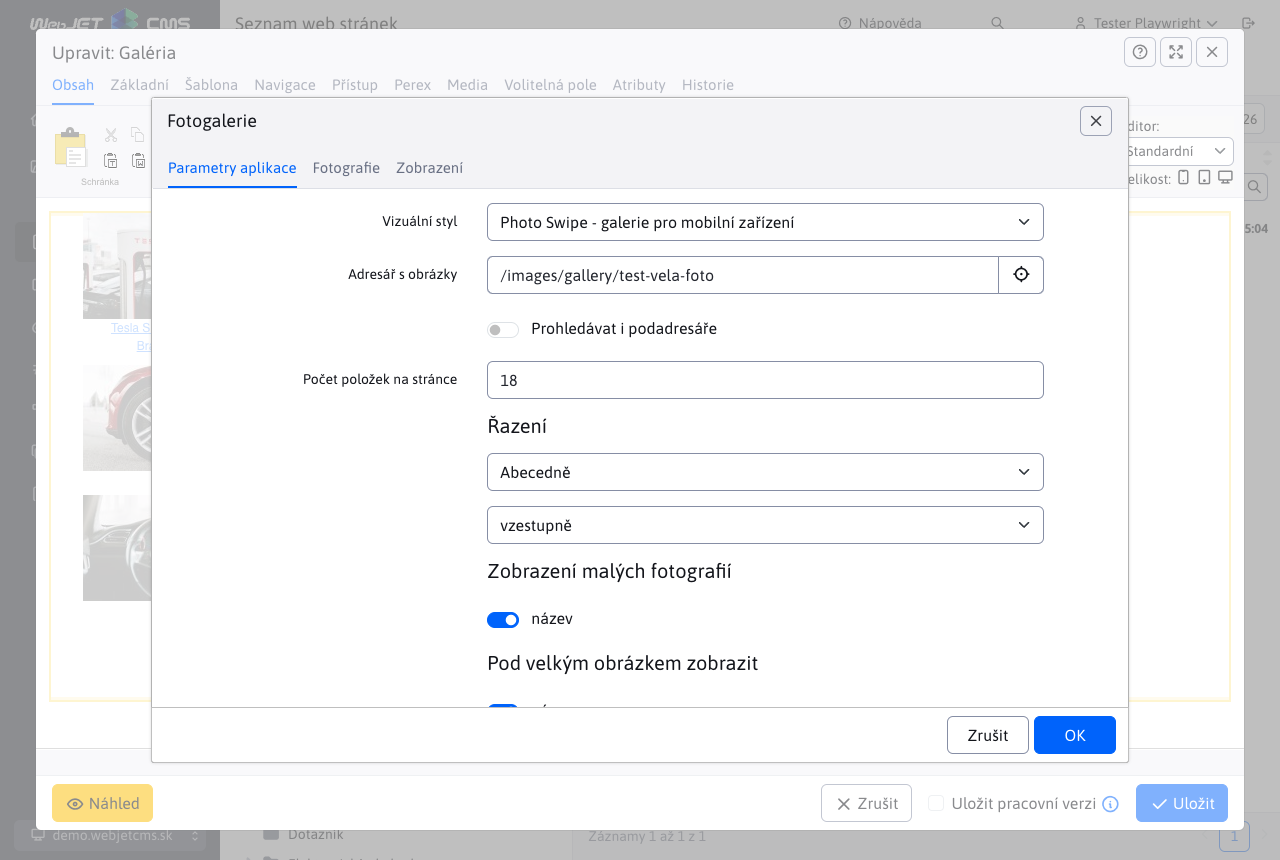 WebJET CMS
Seznam web stránek
Nápověda
Tester Playwright
Upravit: Galéria
Obsah
Základní
Šablona
Navigace
Přístup
Perex
Media
Volitelná pole
Atributy
Historie
Fotogalerie
ditor:
26
Standardní
Parametry aplikace
Fotografie
Zobrazení
Schránka
elikost:
Vizuální styl
Photo Swipe - galerie pro mobilní zařízení
5:04
Adresář s obrázky
/images/gallery/test-vela-foto
Tesla S
Bra
Prohledávat i podadresáře
Počet položek na stránce
18
Řazení
Abecedně
vzestupně
Zobrazení malých fotografií
název
Pod velkým obrázkem zobrazit
Zrušit
OK
Náhled
Zrušit
Uložit pracovní verzi
Uložit
demo.webjetcms.sk
Dotazník
Záznamy 1 až 1 z 1
1